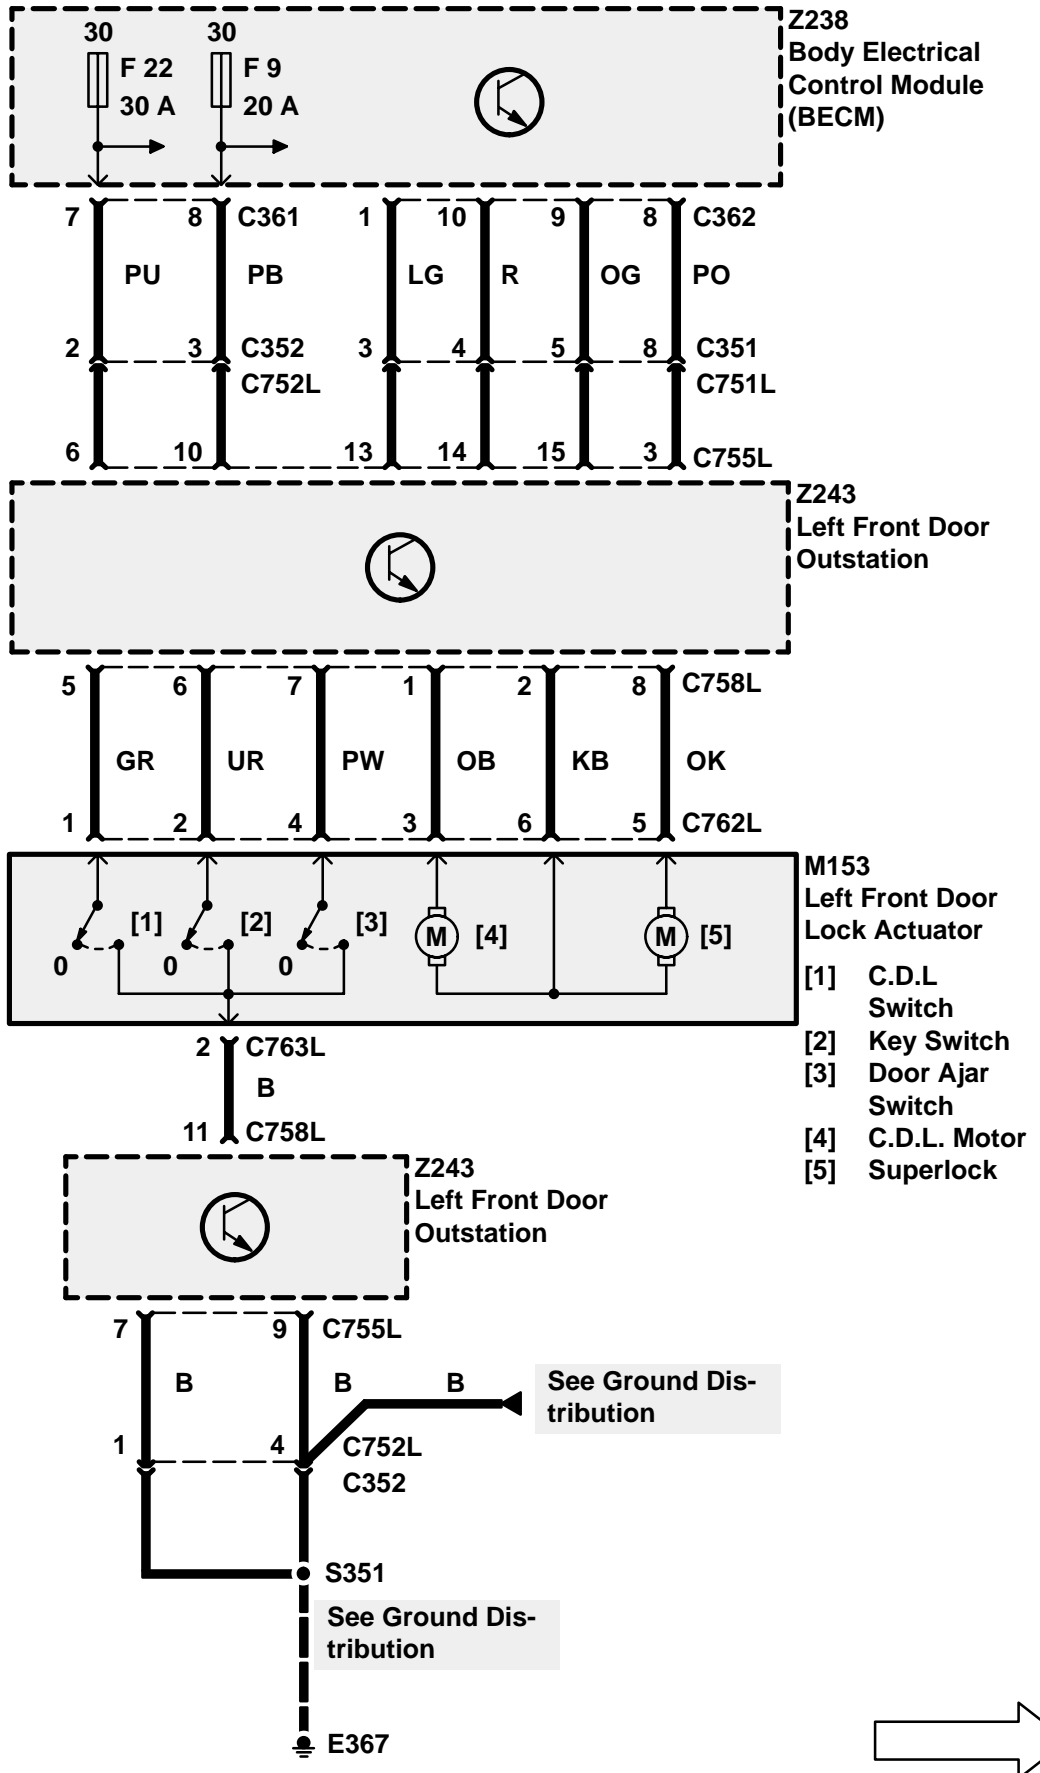 Z238
Body Electrical
Control Module
(BECM)
30 30
F 22 F 9
30 A 20 A
7 8 C361 1 10 9 8 C362
PU PB LG R OG PO
2 3 C352 3 4 5 8 C351
C752L C751L
6 10 13 14 15 3 C755L
Z243
Left Front Door
Outstation
5 6 7 1 2 8 C758L
GR UR PW OB KB OK
1 2 4 3 6 5 C762L
M153
Left Front Door
Lock Actuator
[1] [2] [3] M [4] M [5]
0 0 0
[1] C.D.L
Switch
[2] Key Switch
[3] Door Ajar
Switch
[4] C.D.L. Motor
[5] Superlock
2 C763L
B
11 C758L
Z243
Left Front Door
Outstation
7 9 C755L
B B B
See Ground Dis-
tribution
1 4 C752L
C352
S351
See Ground Dis-
tribution
E367